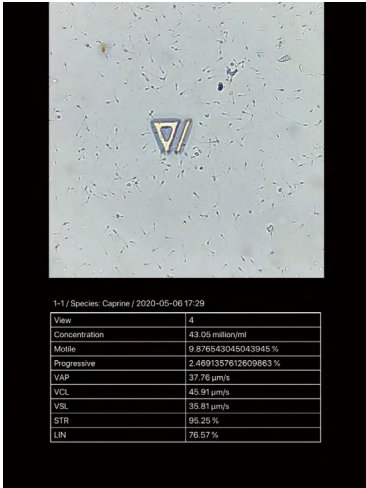 1-1 / Species: Caprine / 2020-05-06 17:29
View 4
Concentration 43.05 million/ml
Motile 9.876543045043945 %
Progressive 2.4691357612609863 %
VAP 37.76 μm/s
VCL 45.91 μm/s
VSL 35.81 μm/s
STR 95.25 %
LIN 76.57 %